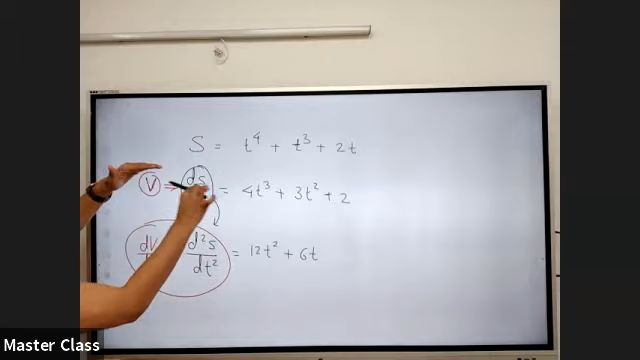 S = t⁴ + t³ + 2t
V = ds = 4t³ + 3t² + 2
dV d²s/dt² = 12t² + 6t
Master Class